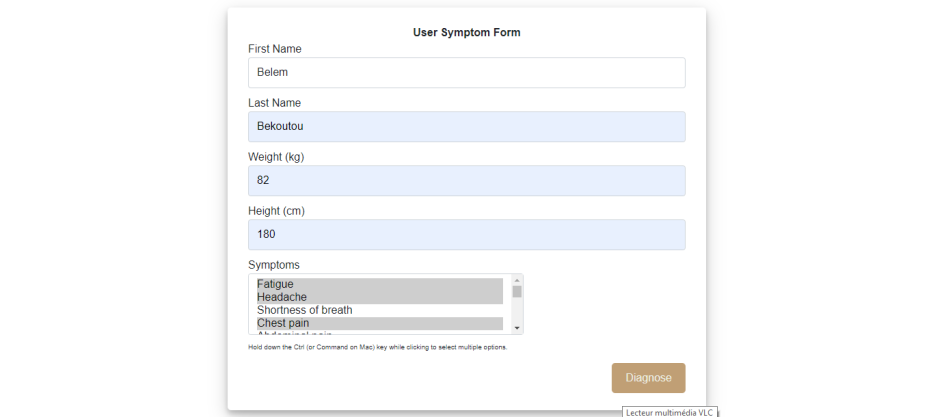 User Symptom Form
First Name
Belem
Last Name
Bekoutou
Weight (kg)
82
Height (cm)
180
Symptoms
Fatigue
Headache
Shortness of breath
Chest pain
Abdominal pain
Hold down the Ctrl (or Command on Mac) key while clicking to select multiple options.
Diagnose
Lecteur multimédia VLC